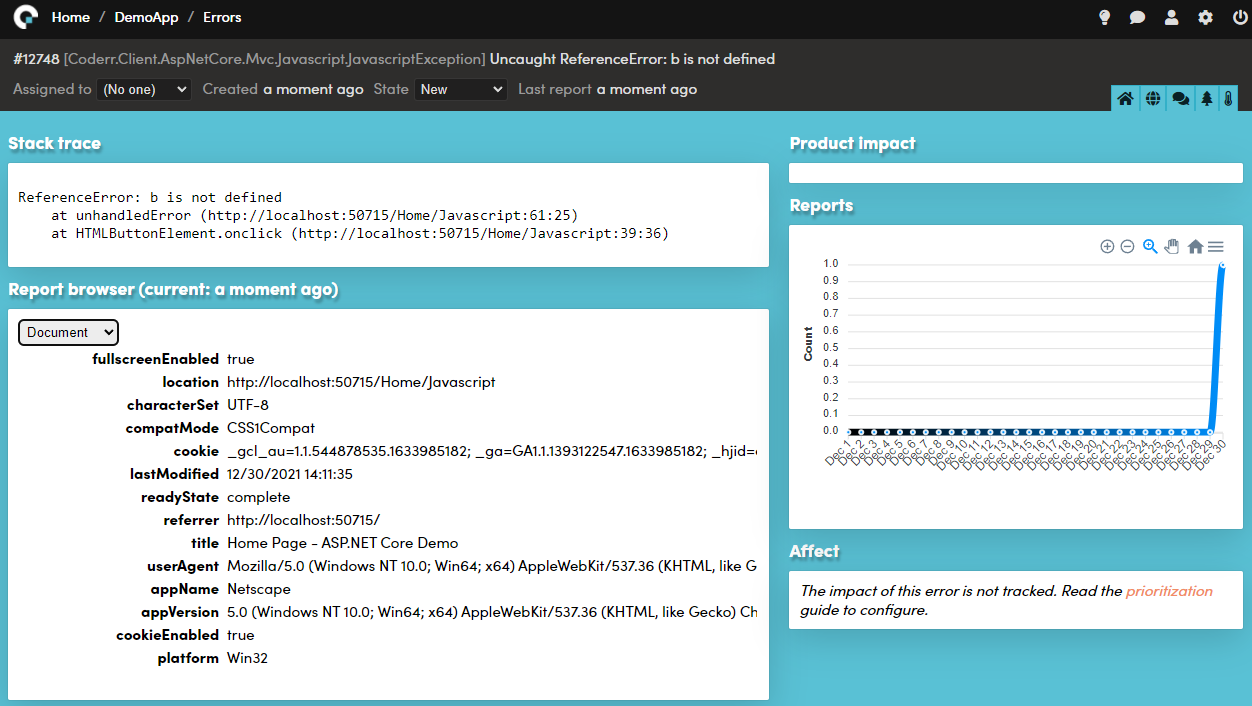 Home / DemoApp / Errors
#12748 [Coderr.Client.AspNetCore.Mvc.Javascript.JavascriptException] Uncaught ReferenceError: b is not defined
Assigned to (No one) Created a moment ago State New Last report a moment ago
Stack trace
ReferenceError: b is not defined
at unhandledError (http://localhost:50715/Home/Javascript:61:25)
at HTMLButtonElement.onclick (http://localhost:50715/Home/Javascript:39:36)
Report browser (current: a moment ago)
Document
fullscreenEnabled true
location http://localhost:50715/Home/Javascript
characterSet UTF-8
compatMode CSS1Compat
cookie _gcl_au=1.1.544878535.1633985182; _ga=GA1.1.1393122547.1633985182; _hjid=
lastModified 12/30/2021 14:11:35
readyState complete
referrer http://localhost:50715/
title Home Page - ASP.NET Core Demo
userAgent Mozilla/5.0 (Windows NT 10.0; Win64; x64) AppleWebKit/537.36 (KHTML, like G
appName Netscape
appVersion 5.0 (Windows NT 10.0; Win64; x64) AppleWebKit/537.36 (KHTML, like Gecko) Ch
cookieEnabled true
platform Win32
Product impact
Reports
Count
1.0
0.9
0.8
0.7
0.6
0.5
0.4
0.3
0.2
0.1
0.0
Dec 1
Dec 2
Dec 3
Dec 4
Dec 5
Dec 6
Dec 7
Dec 8
Dec 9
Dec 10
Dec 11
Dec 12
Dec 13
Dec 14
Dec 15
Dec 16
Dec 17
Dec 18
Dec 19
Dec 20
Dec 21
Dec 22
Dec 23
Dec 24
Dec 25
Dec 26
Dec 27
Dec 28
Dec 29
Dec 30
Affect
The impact of this error is not tracked. Read the prioritization
guide to configure.